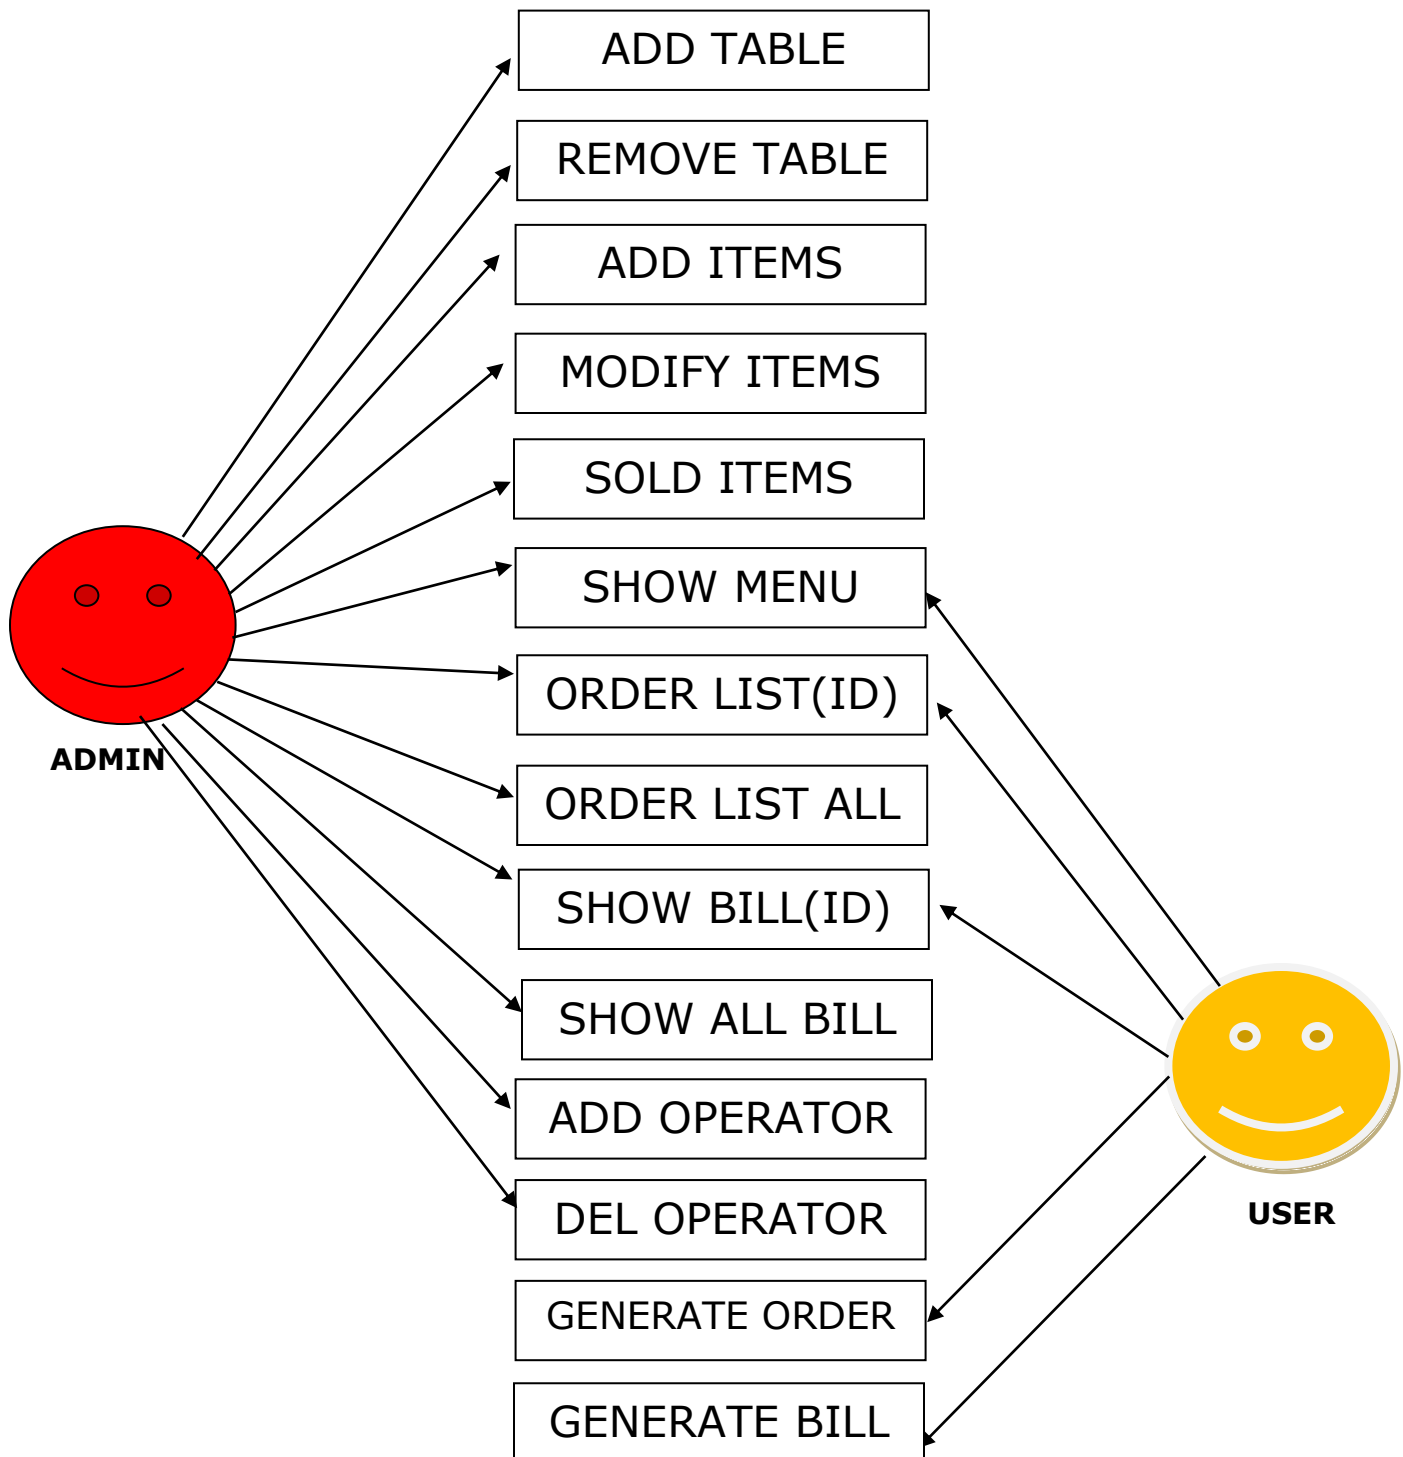 ADD TABLE
REMOVE TABLE
ADD ITEMS
MODIFY ITEMS
SOLD ITEMS
SHOW MENU
ORDER LIST(ID)
ADMIN
ORDER LIST ALL
SHOW BILL(ID)
SHOW ALL BILL
ADD OPERATOR
DEL OPERATOR
USER
GENERATE ORDER
GENERATE BILL